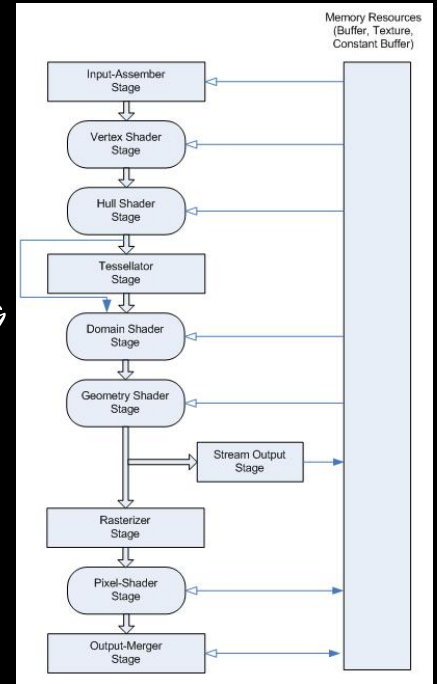 Memory Resources
(Buffer, Texture,
Constant Buffer)
Input-Assember
Stage
Vertex Shader
Stage
Hull Shader
Stage
Tessellator
Stage
Domain Shader
Stage
Geometry Shader
Stage
Stream Output
Stage
Rasterizer
Stage
Pixel-Shader
Stage
Output-Merger
Stage